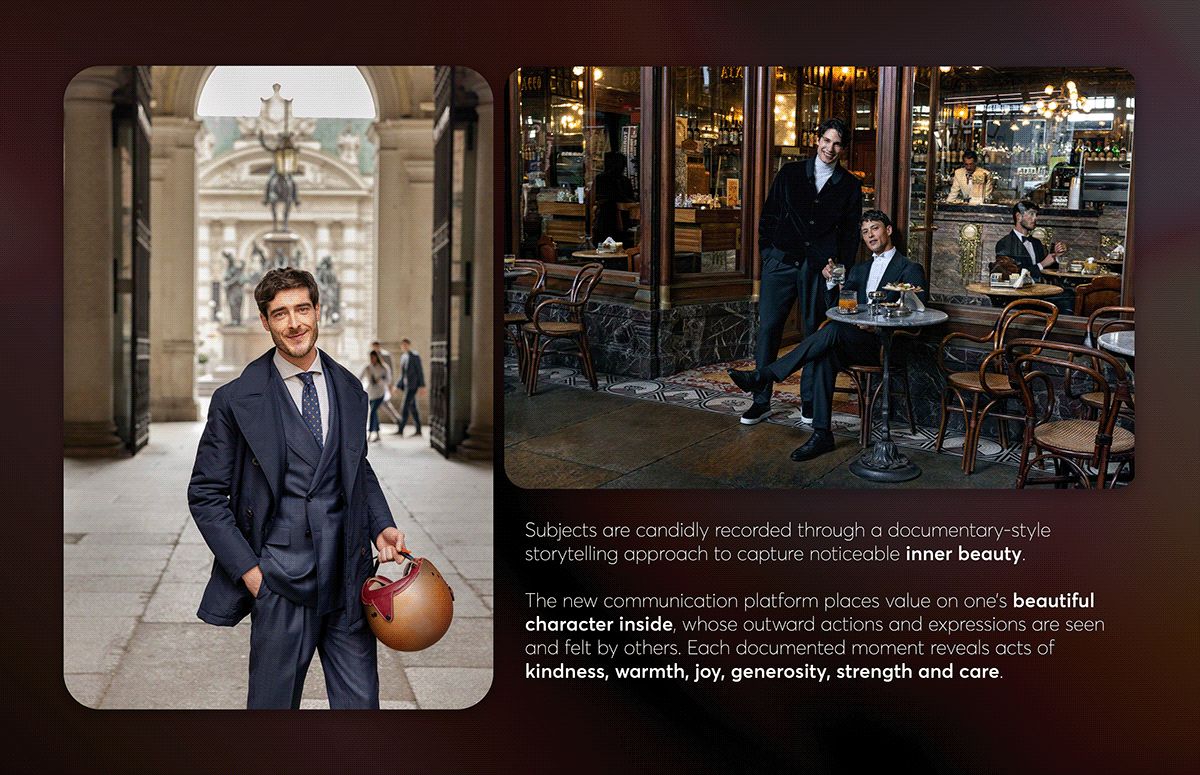 Subjects are candidly recorded through a documentary-style
storytelling approach to capture noticeable inner beauty.
The new communication platform places value on one's beautiful
character inside, whose outward actions and expressions are seen
and felt by others. Each documented moment reveals acts of
kindness, warmth, joy, generosity, strength and care.